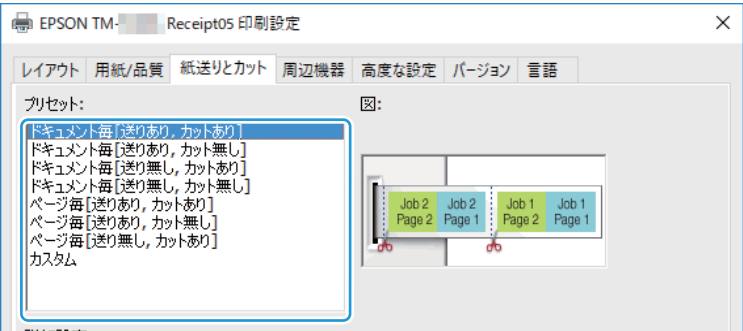 EPSON TM- Receipt05 印刷設定
レイアウト 用紙/品質 紙送りとカット 周辺機器 高度な設定 バージョン 言語
プリセット:
図:
ドキュメント毎[送りあり, カットあり]
ドキュメント毎[送りあり, カット無し]
ドキュメント毎[送り無し, カットあり]
ドキュメント毎[送り無し, カット無し]
ページ毎[送りあり, カットあり]
ページ毎[送りあり, カット無し]
ページ毎[送り無し, カットあり]
カスタム
Job 2 Job 2 Job 1 Job 1
Page 2 Page 1 Page 2 Page 1